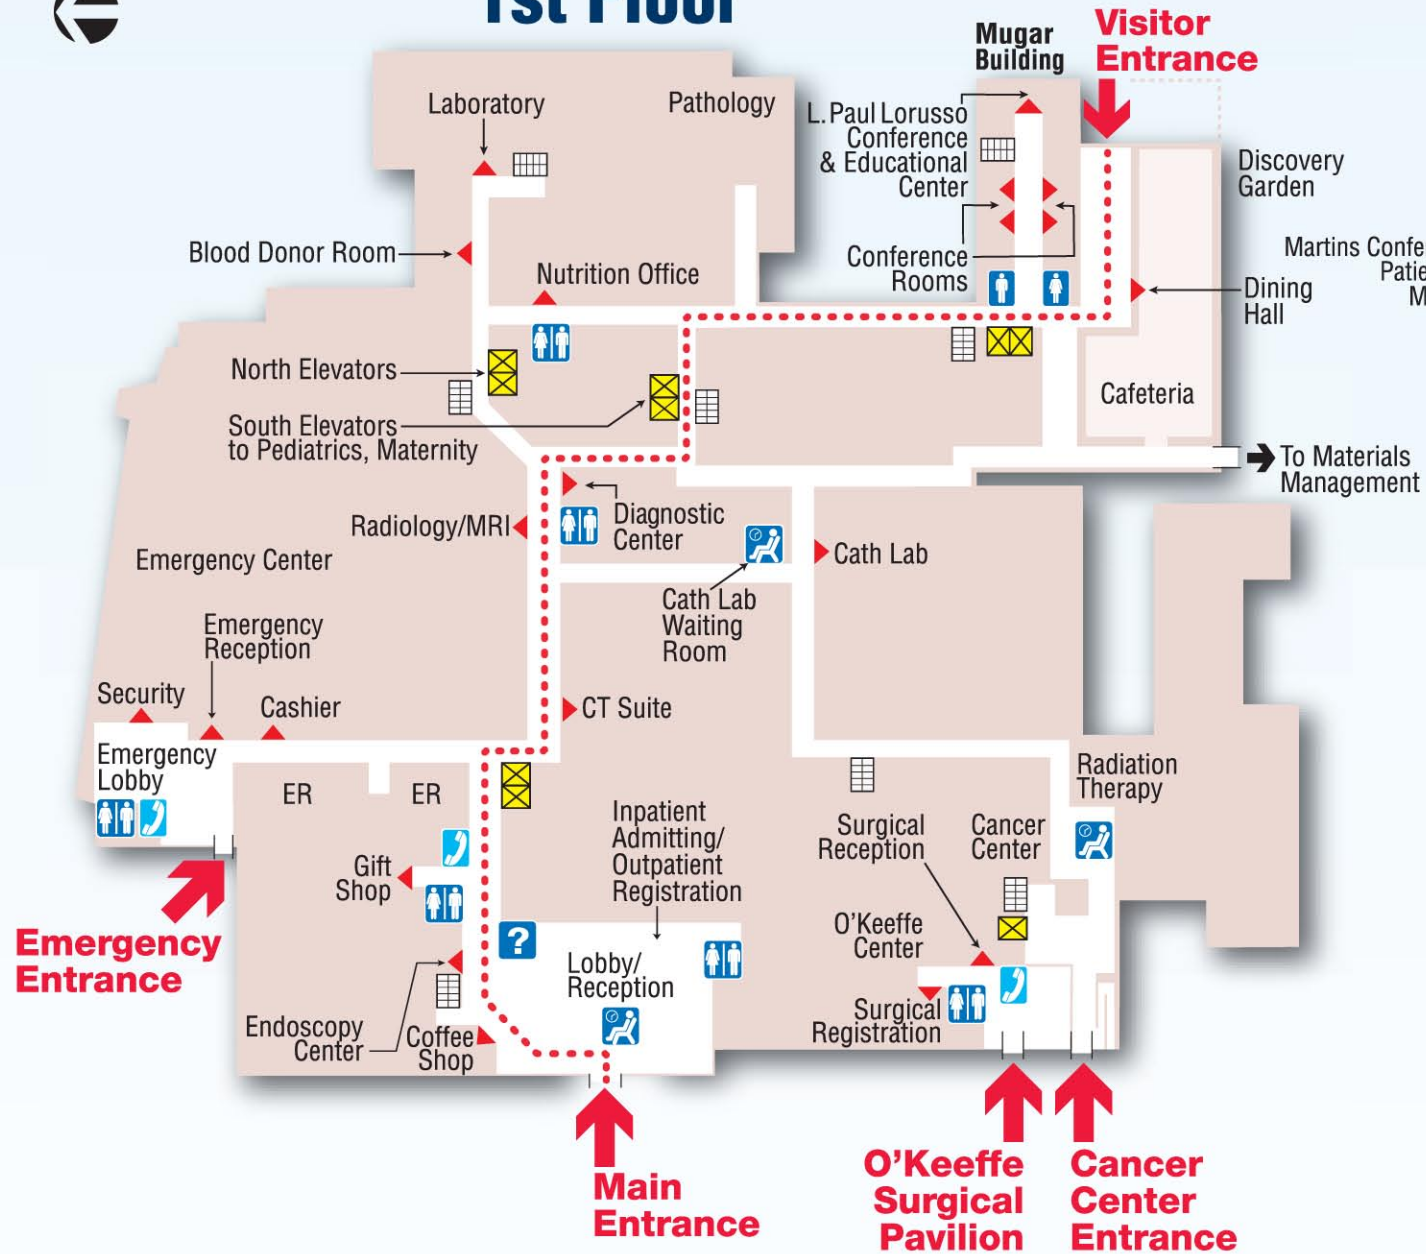 1st Floor
Mugar
Building
Visitor
Entrance
Laboratory
Pathology
L. Paul Lorusso
Conference
& Educational
Center
Discovery
Garden
Blood Donor Room
Nutrition Office
Conference
Rooms
Martins
Dining
Hall
North Elevators
South Elevators
to Pediatrics, Maternity
Cafeteria
To Materials
Management
Radiology/MRI
Diagnostic
Center
Emergency Center
Cath Lab
Cath Lab
Waiting
Room
Emergency
Reception
Security
Cashier
CT Suite
Emergency
Lobby
ER
ER
Radiation
Therapy
Inpatient
Admitting/
Outpatient
Registration
Surgical
Reception
Cancer
Center
Gift
Shop
O'Keeffe
Center
?
Emergency
Entrance
Lobby/
Reception
Surgical
Registration
Endoscopy
Center
Coffee
Shop
Main
Entrance
O'Keeffe
Surgical
Pavilion
Cancer
Center
Entrance